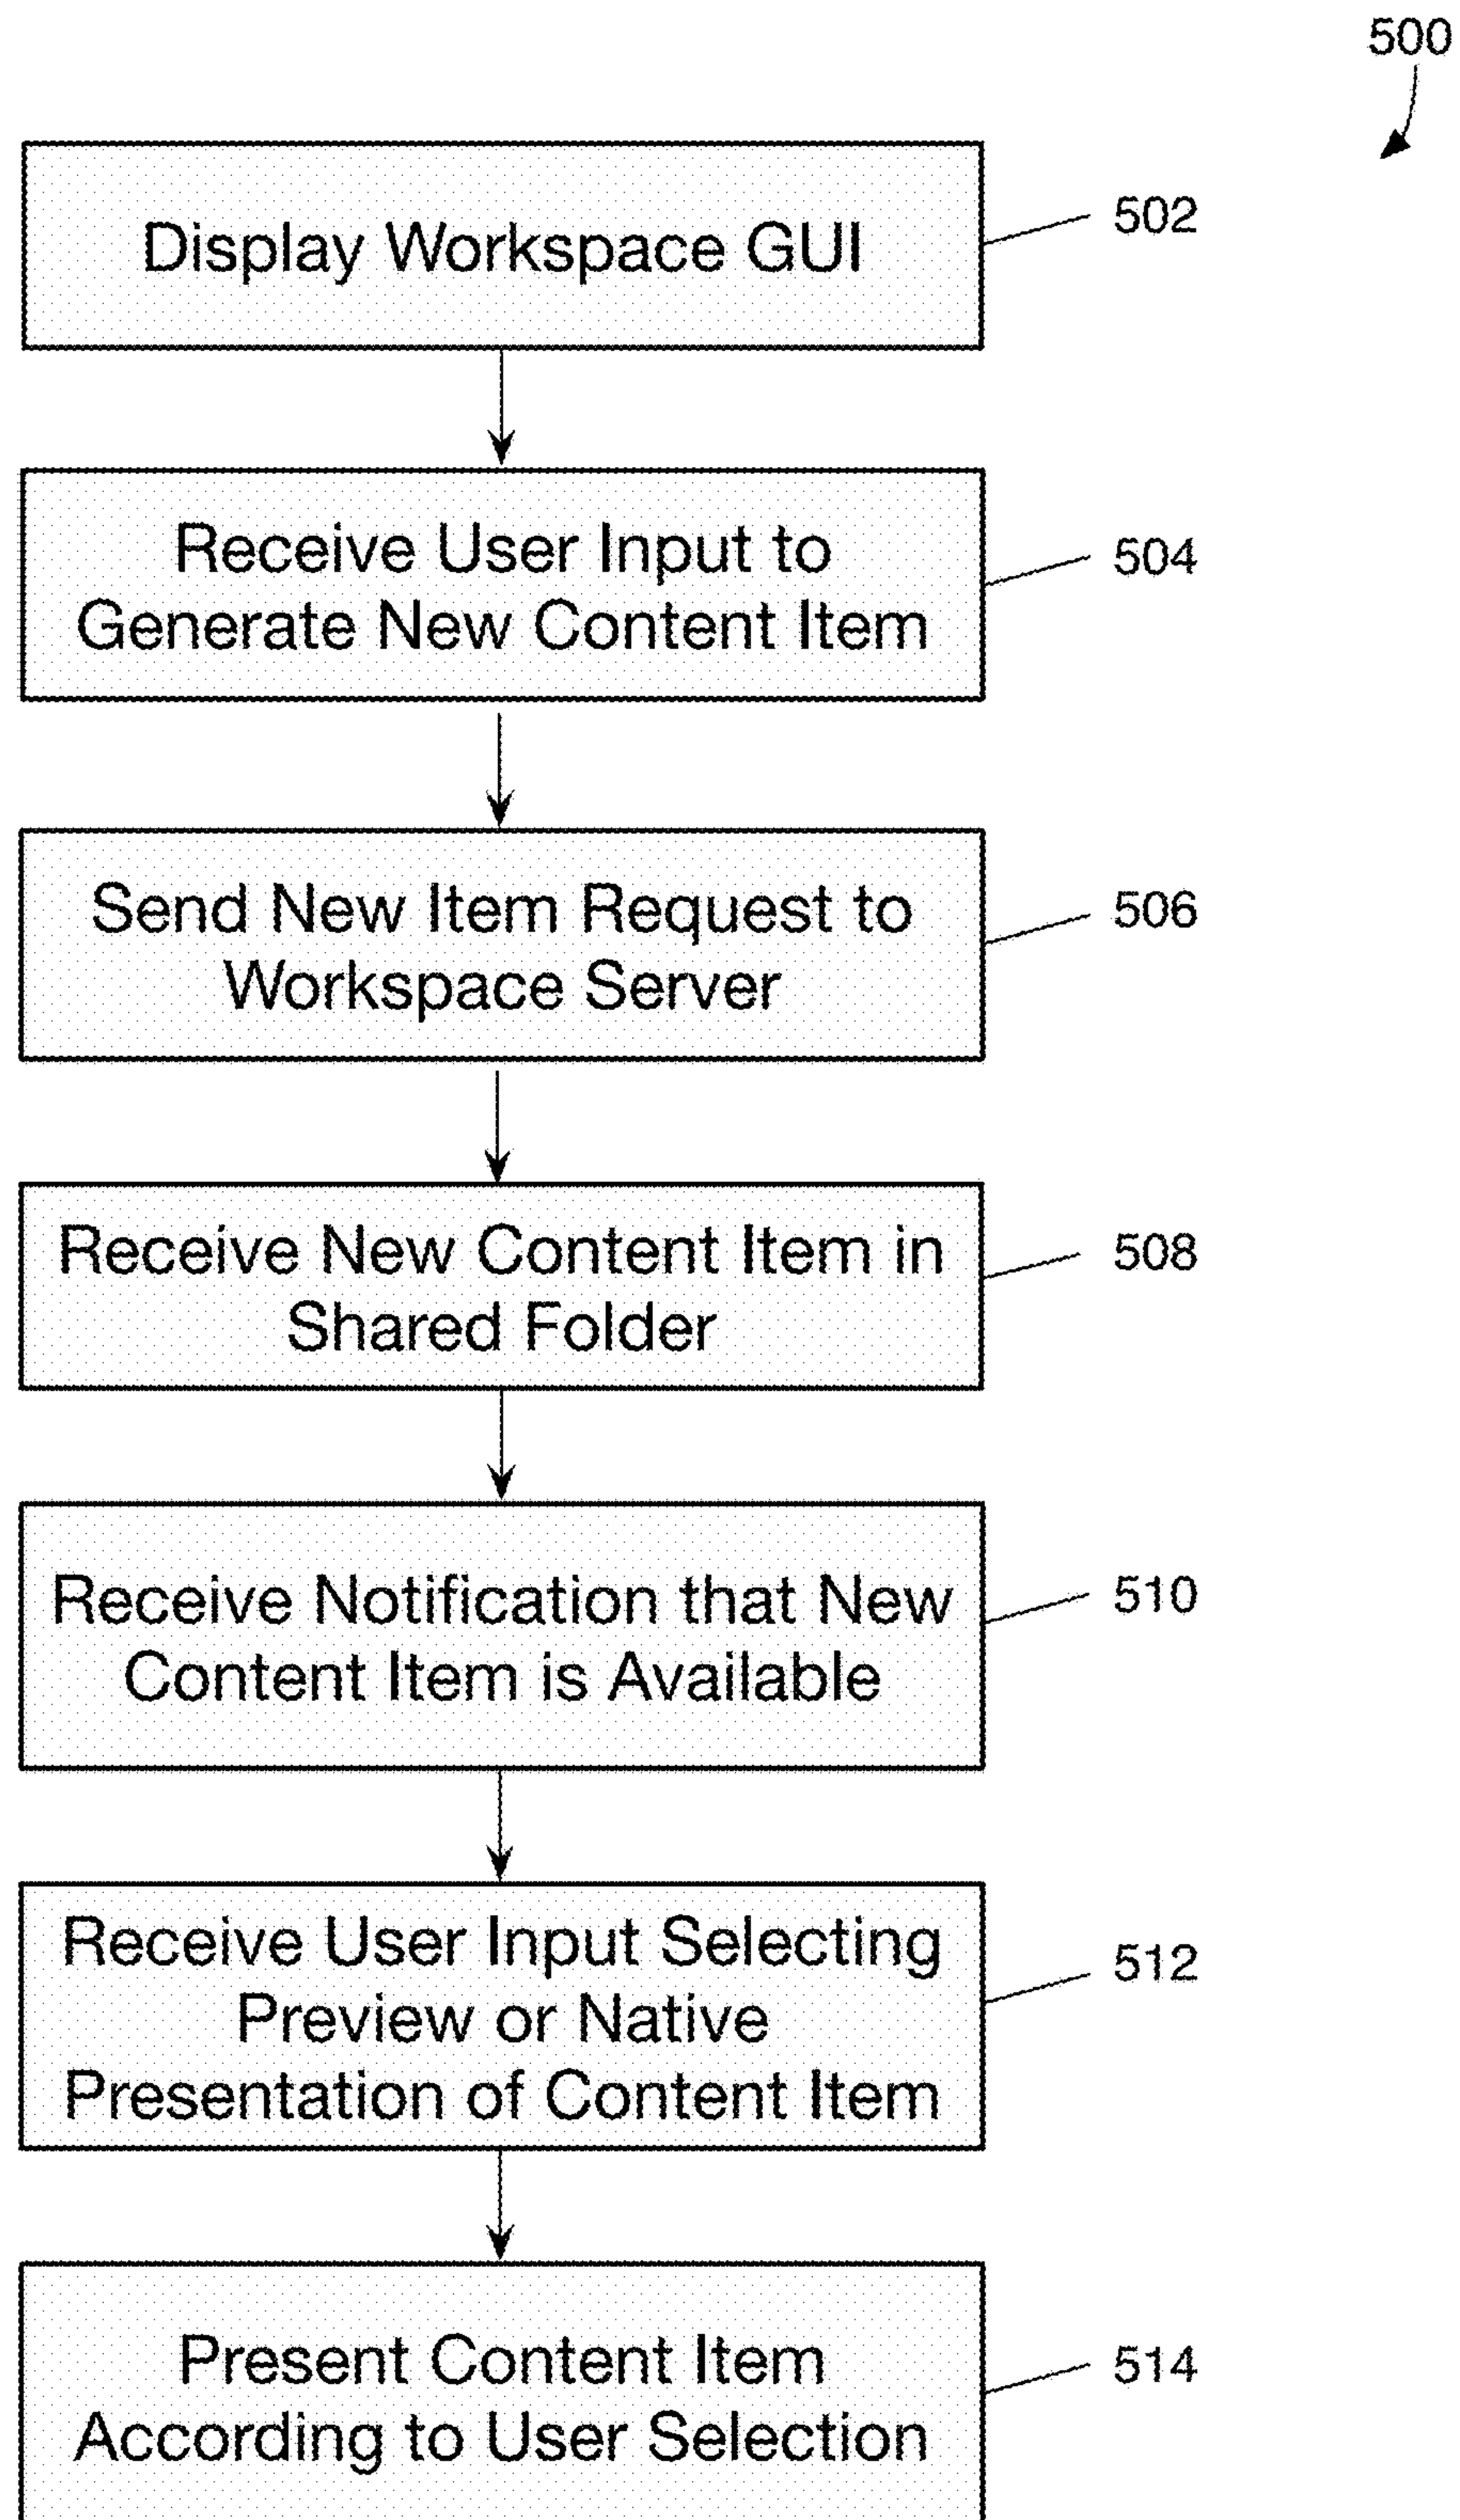 500
Display Workspace GUI
502
Receive User Input to
Generate New Content Item
504
Send New Item Request to
Workspace Server
506
Receive New Content Item in
Shared Folder
508
Receive Notification that New
Content Item is Available
510
Receive User Input Selecting
Preview or Native
Presentation of Content Item
512
Present Content Item
According to User Selection
514